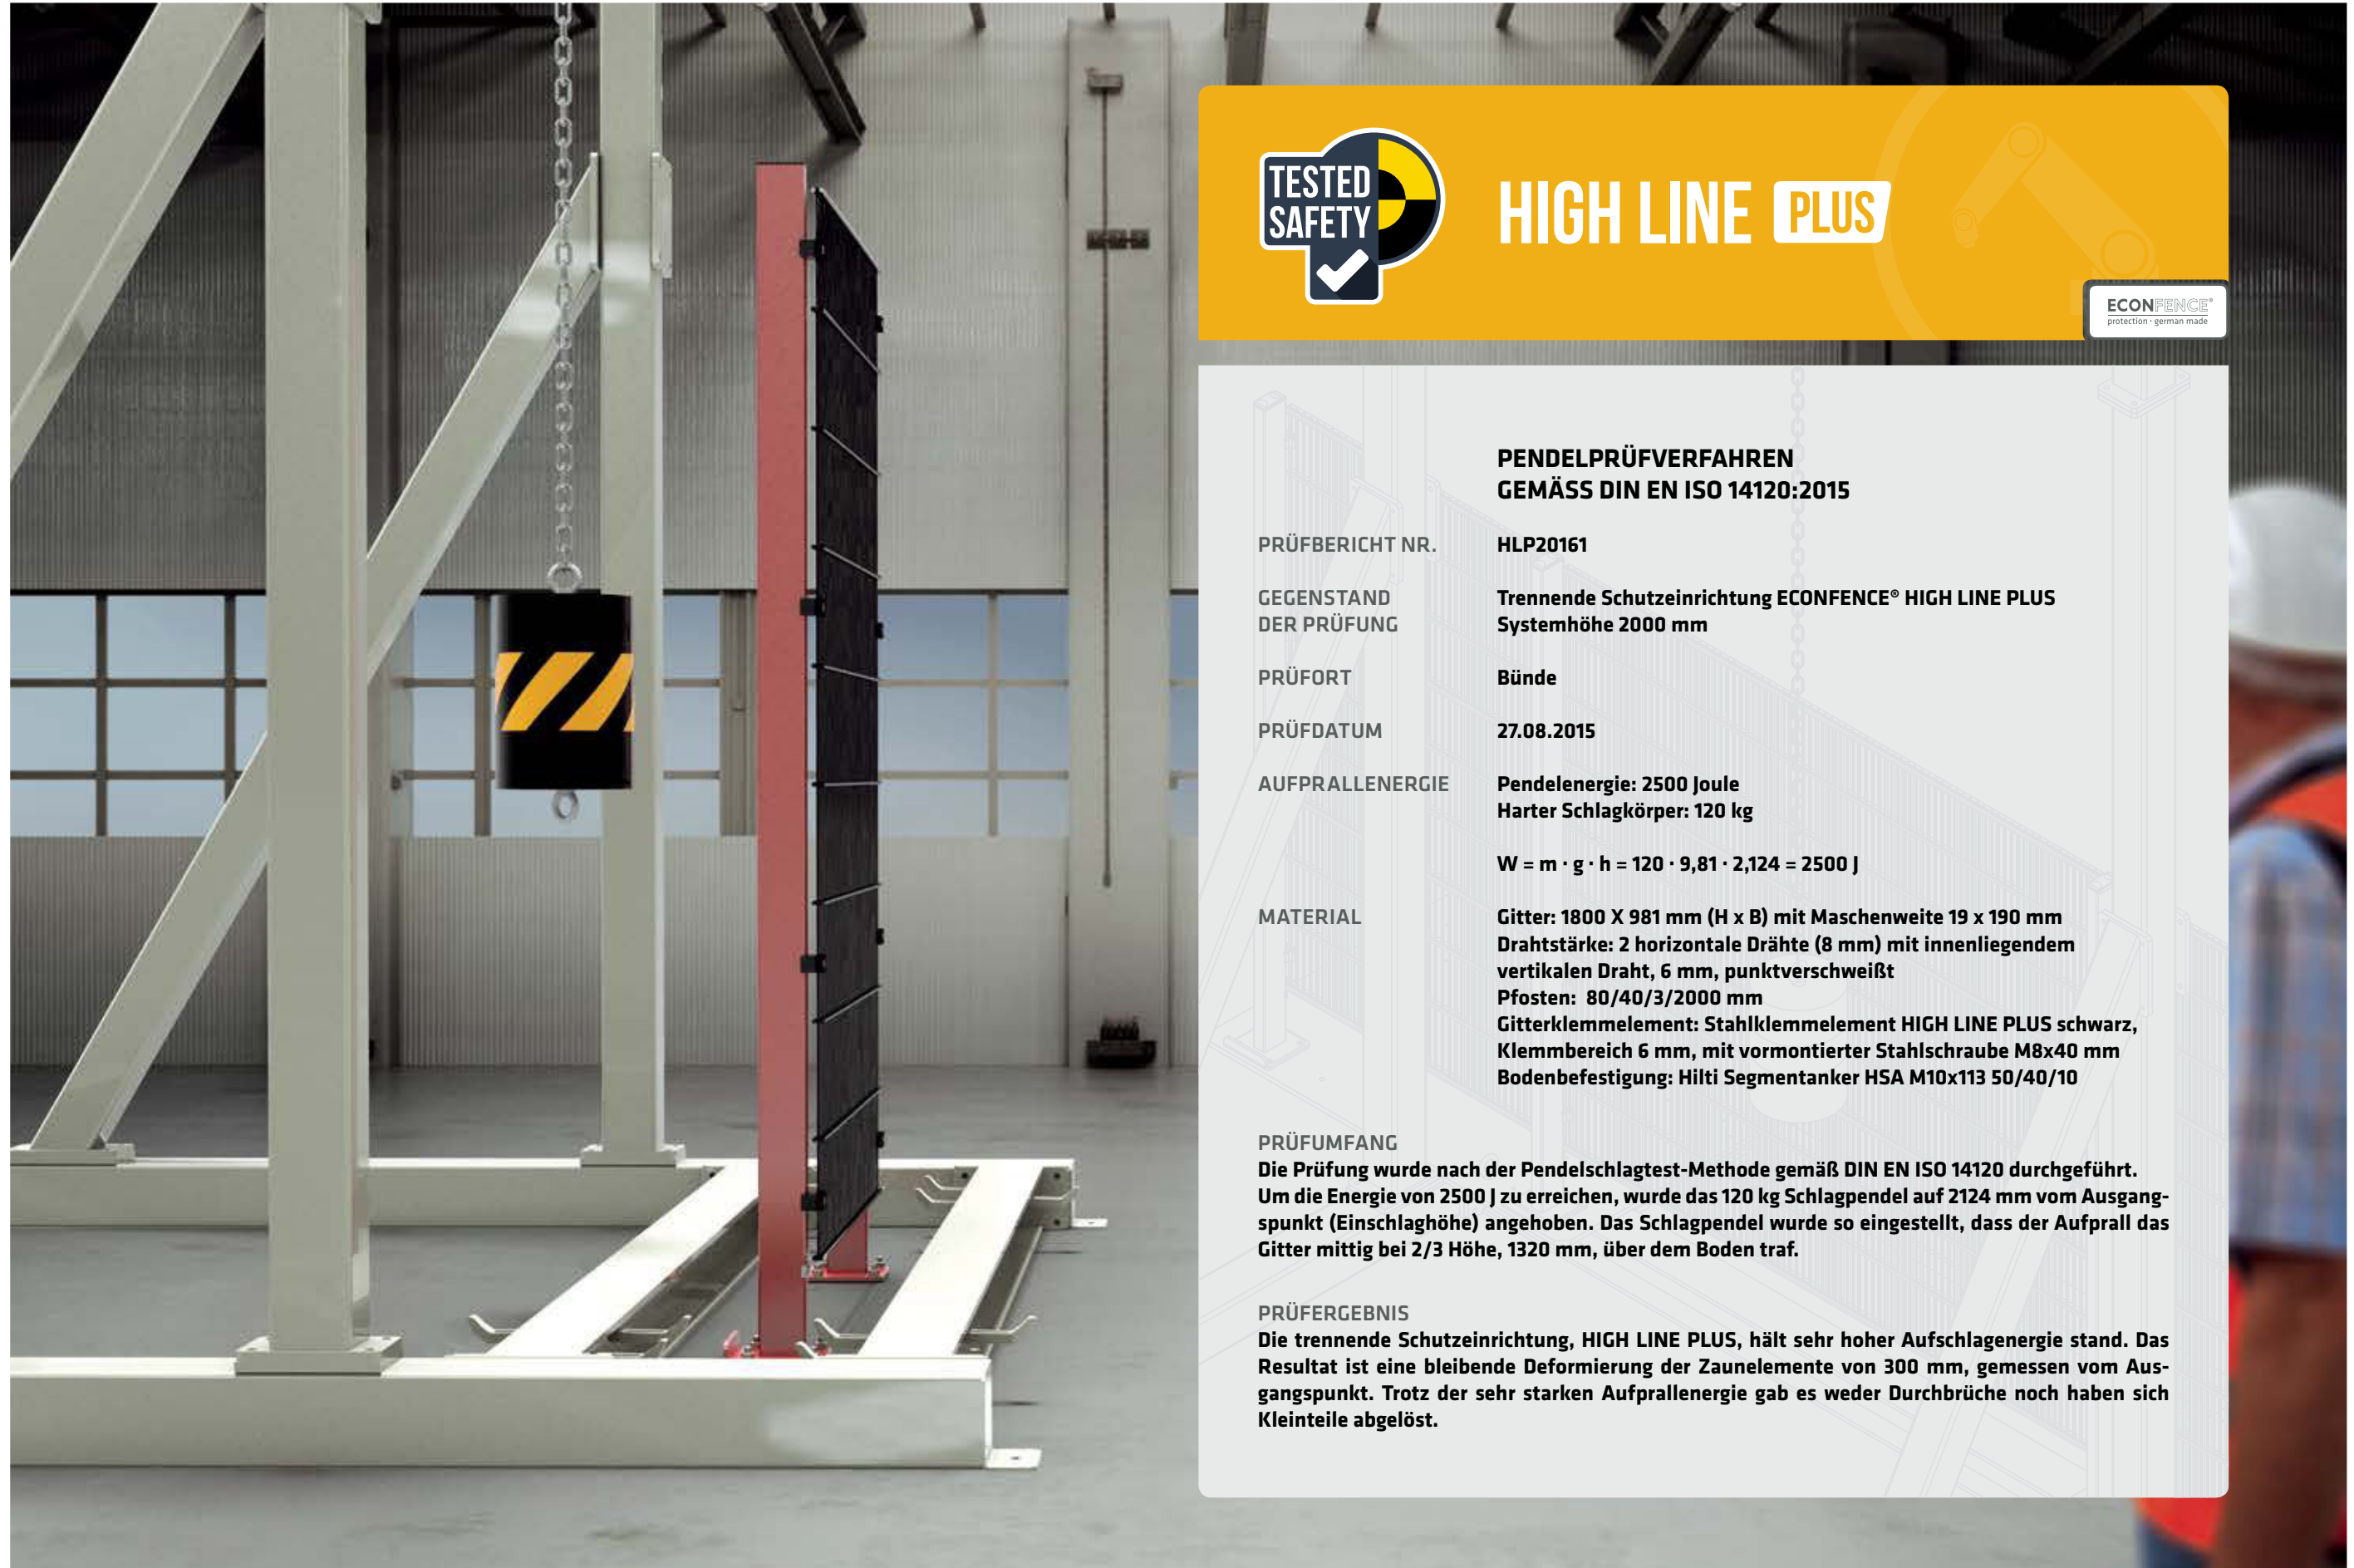 TESTED
SAFETY
HIGH LINE PLUS
ECONFENCE®
protection · german made
PENDELPRÜFVERFAHREN
GEMÄSS DIN EN ISO 14120:2015
PRÜFBERICHT NR. HLP20161
GEGENSTAND Trennende Schutzeinrichtung ECONFENCE® HIGH LINE PLUS
DER PRÜFUNG Systemhöhe 2000 mm
PRÜFORT Bünde
PRÜFDATUM 27.08.2015
AUFPRALLENERGIE Pendelenergie: 2500 Joule
Harter Schlagkörper: 120 kg
W = m · g · h = 120 · 9,81 · 2,124 = 2500 J
MATERIAL Gitter: 1800 X 981 mm (H x B) mit Maschenweite 19 x 190 mm
Drahtstärke: 2 horizontale Drähte (8 mm) mit innenliegendem
vertikalen Draht, 6 mm, punktverschweißt
Pfosten: 80/40/3/2000 mm
Gitterklemmelement: Stahlklemmelement HIGH LINE PLUS schwarz,
Klemmbereich 6 mm, mit vormontierter Stahlschraube M8x40 mm
Bodenbefestigung: Hilti Segmentanker HSA M10x113 50/40/10
PRÜFUMFANG
Die Prüfung wurde nach der Pendelschlagtest-Methode gemäß DIN EN ISO 14120 durchgeführt.
Um die Energie von 2500 J zu erreichen, wurde das 120 kg Schlagpendel auf 2124 mm vom Ausgang-
spunkt (Einschlaghöhe) angehoben. Das Schlagpendel wurde so eingestellt, dass der Aufprall das
Gitter mittig bei 2/3 Höhe, 1320 mm, über dem Boden traf.
PRÜFERGEBNIS
Die trennende Schutzeinrichtung, HIGH LINE PLUS, hält sehr hoher Aufschlagenergie stand. Das
Resultat ist eine bleibende Deformierung der Zaunelemente von 300 mm, gemessen vom Aus-
gangspunkt. Trotz der sehr starken Aufprallenergie gab es weder Durchbrüche noch haben sich
Kleinteile abgelöst.